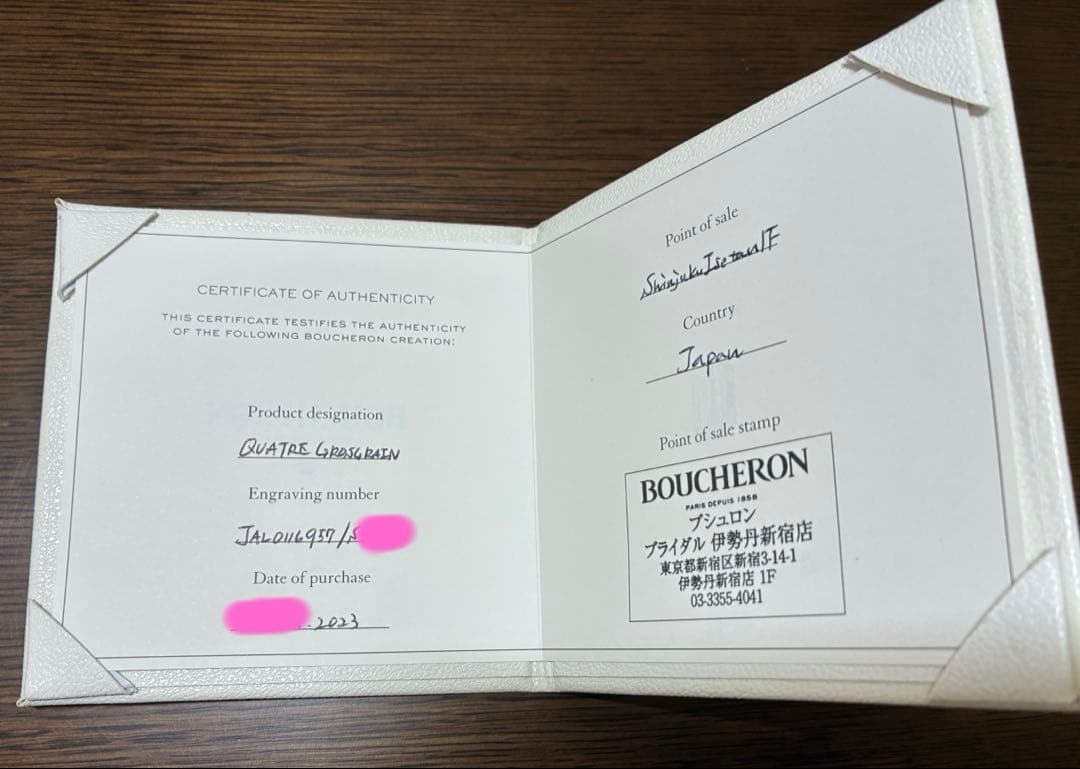 CERTIFICATE OF AUTHENTICITY
THIS CERTIFICATE TESTIFIES THE AUTHENTICITY
OF THE FOLLOWING BOUCHERON CREATION:
Product designation
QUATRE GROSGRAIN
Engraving number
JAL0116957/S
Date of purchase
.2023
Point of sale
Shinjuku Isetan 1F
Country
Japan
Point of sale stamp
BOUCHERON
PARIS DEPUIS 1858
ブシュロン
ブライダル 伊勢丹新宿店
東京都新宿区新宿3-14-1
伊勢丹新宿店 1F
03-3355-4041